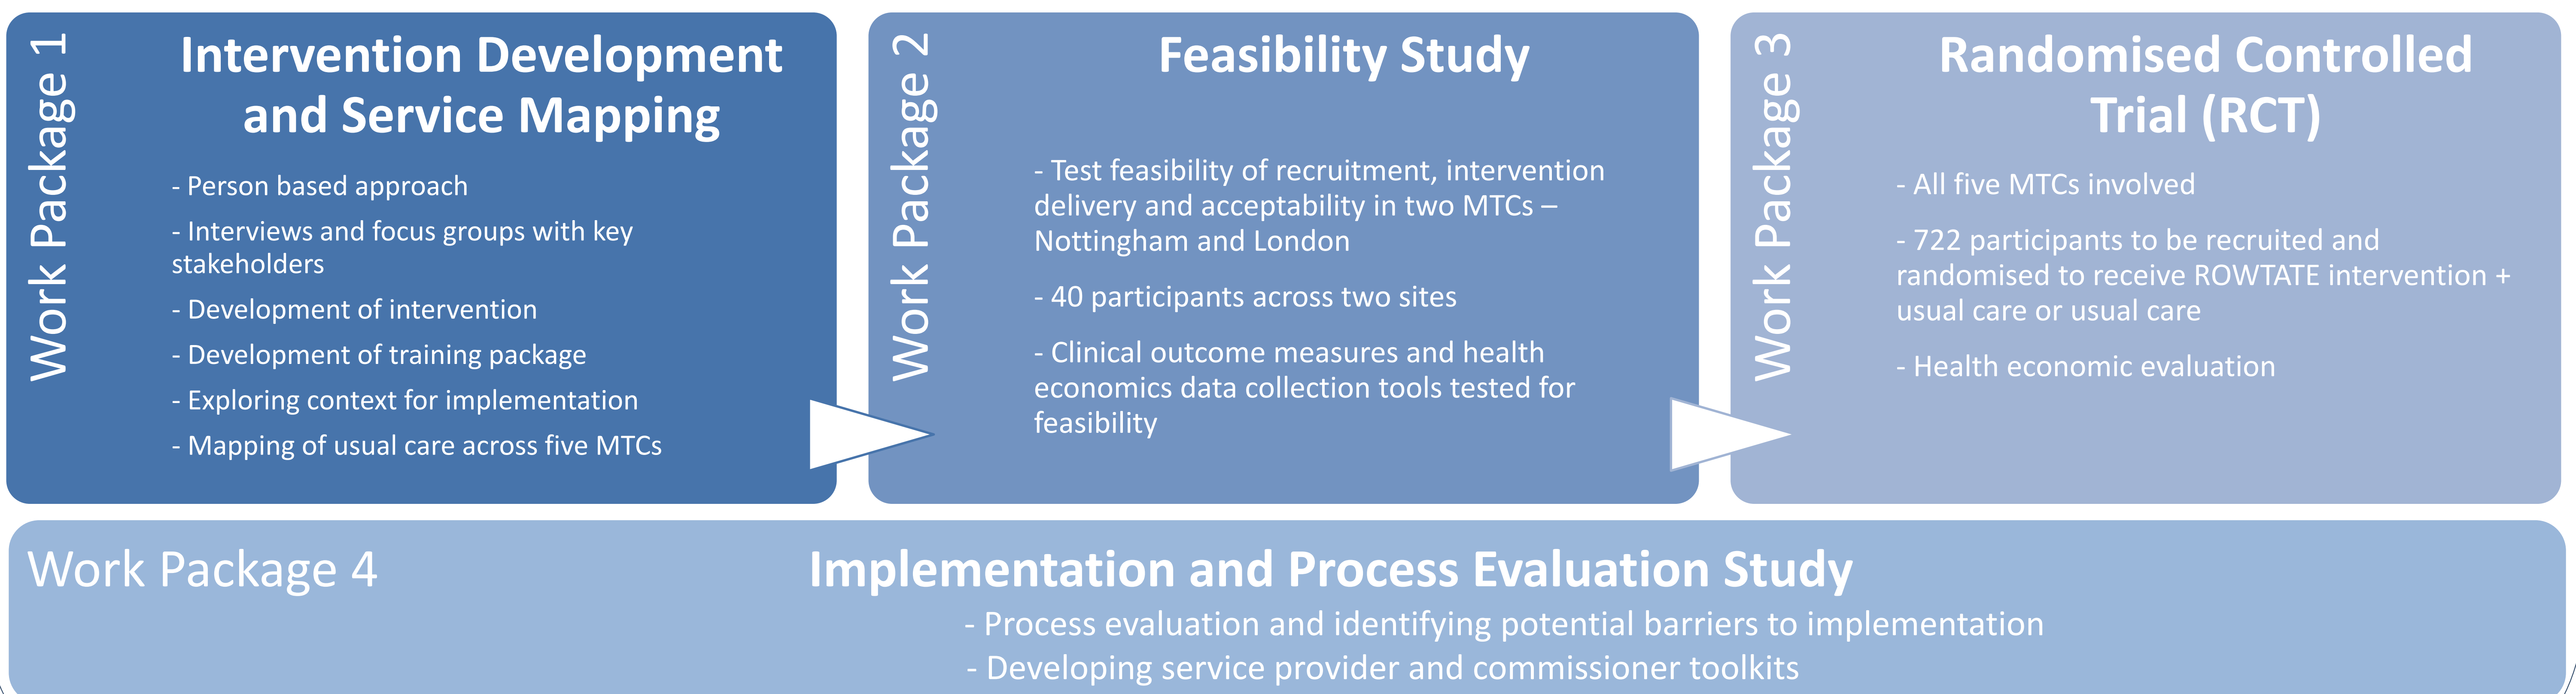 Work Package 1
Intervention Development
and Service Mapping
- Person based approach
- Interviews and focus groups with key
stakeholders
- Development of intervention
- Development of training package
- Exploring context for implementation
- Mapping of usual care across five MTCs
Work Package 2
Feasibility Study
- Test feasibility of recruitment, intervention
delivery and acceptability in two MTCs –
Nottingham and London
- 40 participants across two sites
- Clinical outcome measures and health
economics data collection tools tested for
feasibility
Work Package 3
Randomised Controlled
Trial (RCT)
- All five MTCs involved
- 722 participants to be recruited and
randomised to receive ROWTATE intervention +
usual care or usual care
- Health economic evaluation
Work Package 4
Implementation and Process Evaluation Study
- Process evaluation and identifying potential barriers to implementation
- Developing service provider and commissioner toolkits